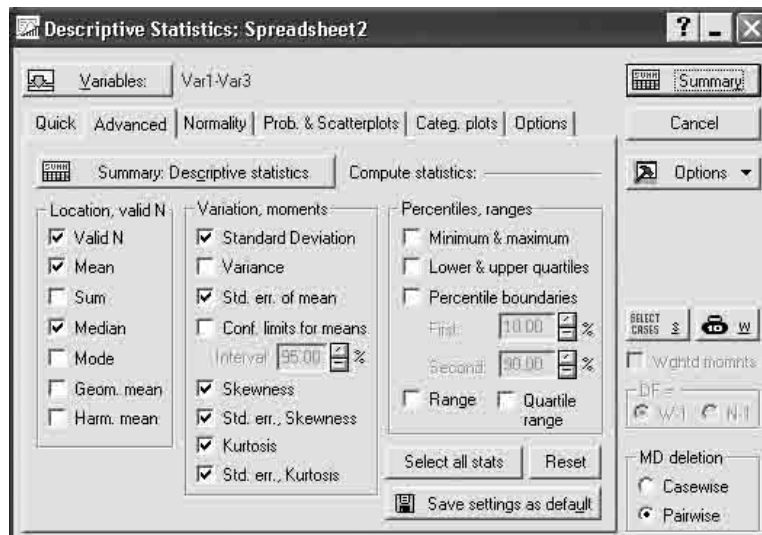 Descriptive Statistics: Spreadsheet2
Variables: Var1-Var3
Quick Advanced Normality Prob. & Scatterplots Categ. plots Options
Summary: Descriptive statistics Compute statistics:
Location, valid N
Valid N
Mean
Sum
Median
Mode
Geom. mean
Harm. mean
Variation, moments
Standard Deviation
Variance
Std. err. of mean
Conf. limits for means
Interval 95.00 %
Skewness
Std. err., Skewness
Kurtosis
Std. err., Kurtosis
Percentiles, ranges
Minimum & maximum
Lower & upper quartiles
Percentile boundaries
First: 10.00 %
Second: 90.00 %
Range Quartile
range
Select all stats Reset
Save settings as default
Summary
Cancel
Options
SELECT
CASES S W
Wghtd momnts
DF =
W-1 N-1
MD deletion
Casewise
Pairwise